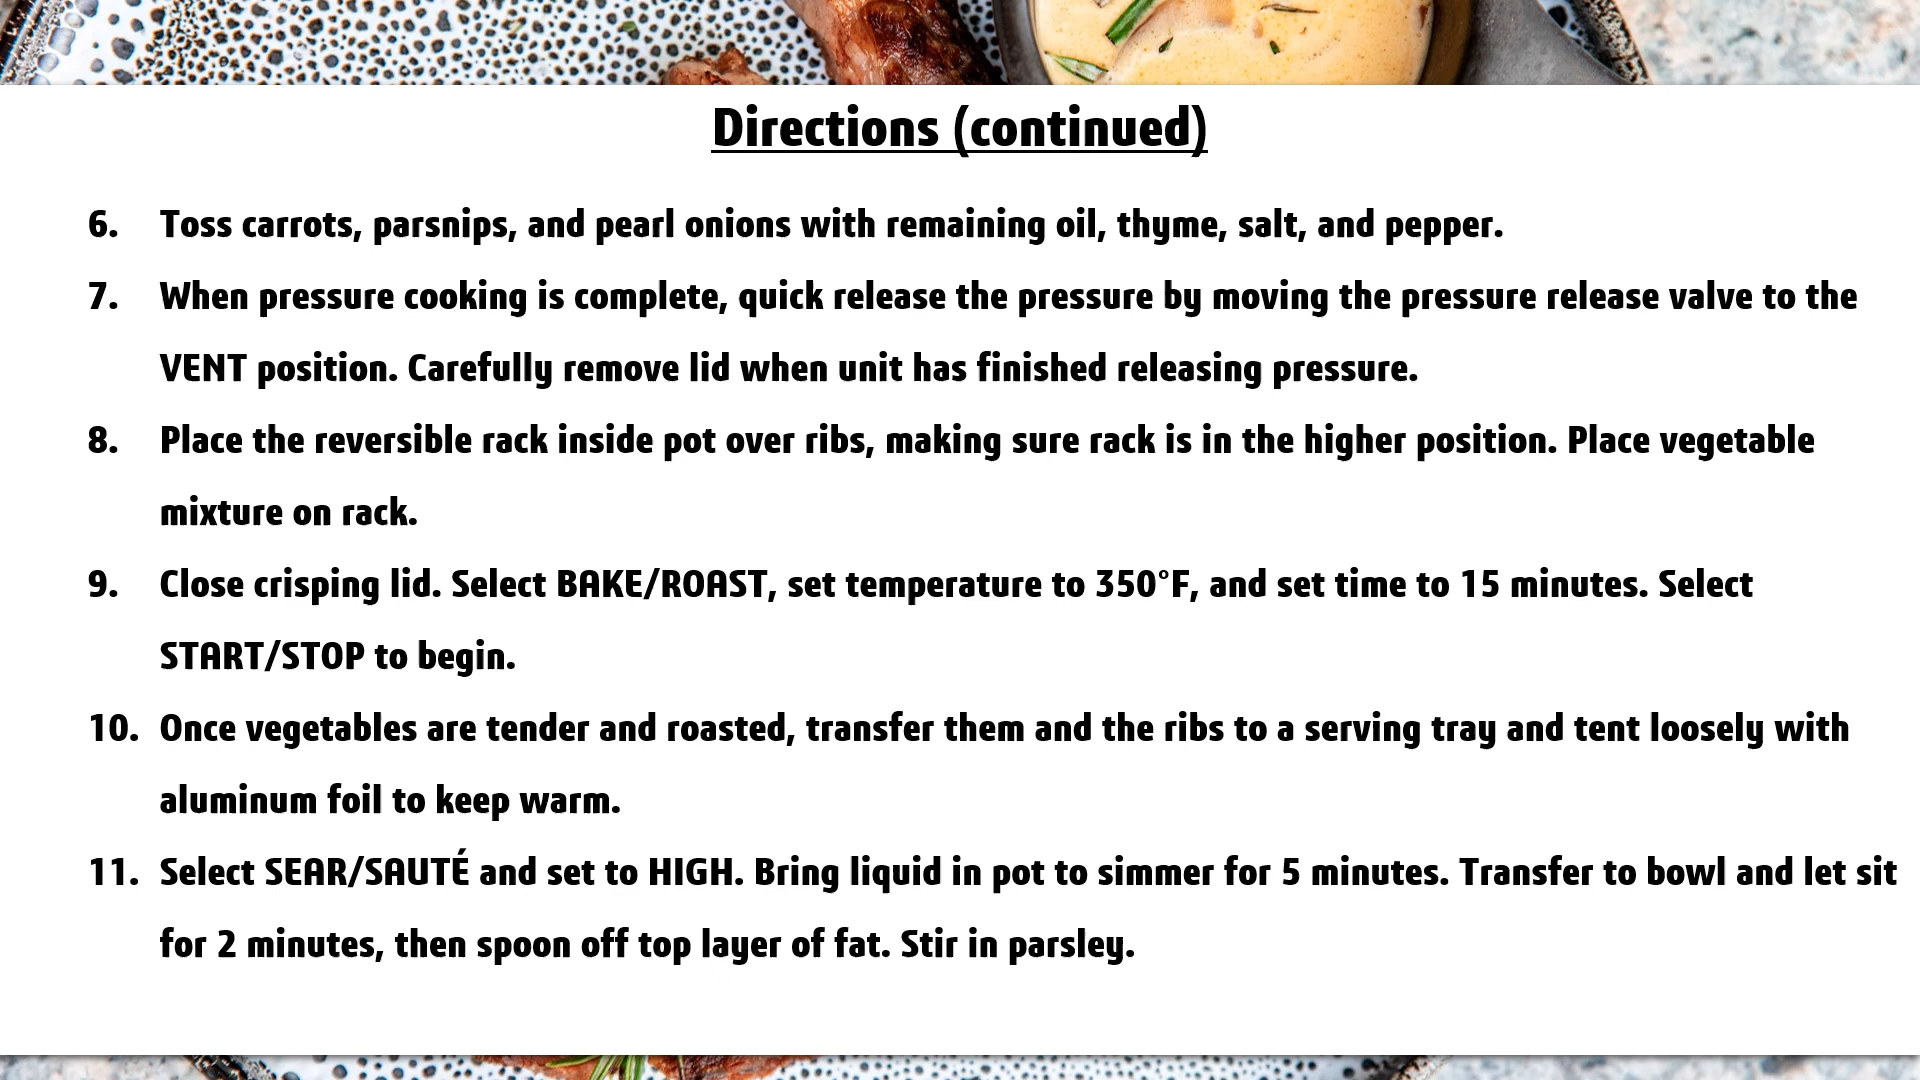 Directions (continued)
6. Toss carrots, parsnips, and pearl onions with remaining oil, thyme, salt, and pepper.
7. When pressure cooking is complete, quick release the pressure by moving the pressure release valve to the
VENT position. Carefully remove lid when unit has finished releasing pressure.
8. Place the reversible rack inside pot over ribs, making sure rack is in the higher position. Place vegetable
mixture on rack.
9. Close crisping lid. Select BAKE/ROAST, set temperature to 350°F, and set time to 15 minutes. Select
START/STOP to begin.
10. Once vegetables are tender and roasted, transfer them and the ribs to a serving tray and tent loosely with
aluminum foil to keep warm.
11. Select SEAR/SAUTÉ and set to HIGH. Bring liquid in pot to simmer for 5 minutes. Transfer to bowl and let sit
for 2 minutes, then spoon off top layer of fat. Stir in parsley.